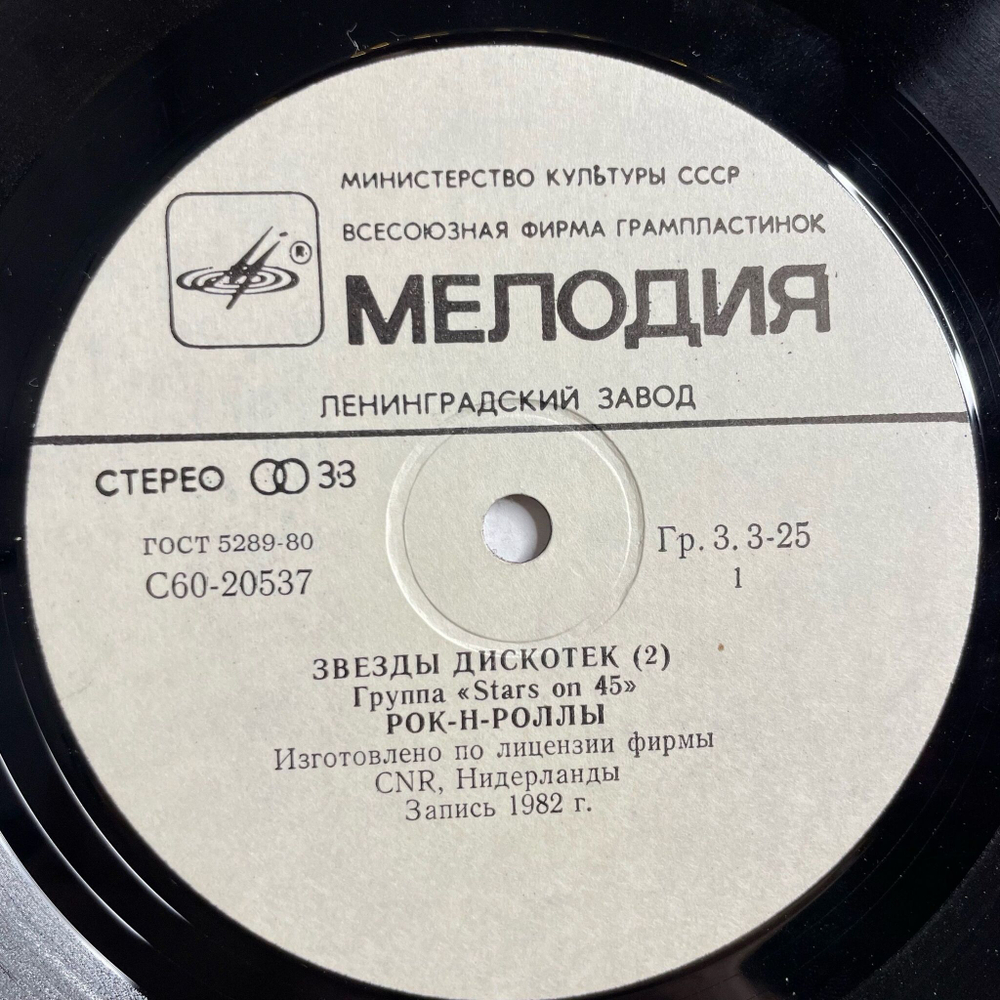 МИНИСТЕРСТВО КУЛЬТУРЫ СССР
ВСЕСОЮЗНАЯ ФИРМА ГРАМПЛАСТИНОК
®
МЕЛОДИЯ
ЛЕНИНГРАДСКИЙ ЗАВОД
СТЕРЕО 33
ГОСТ 5289-80
С60-20537
Гр. 3. 3-25
1
ЗВЕЗДЫ ДИСКОТЕК (2)
Группа «Stars on 45»
РОК-Н-РОЛЛЫ
Изготовлено по лицензии фирмы
CNR, Нидерланды
Запись 1982 г.